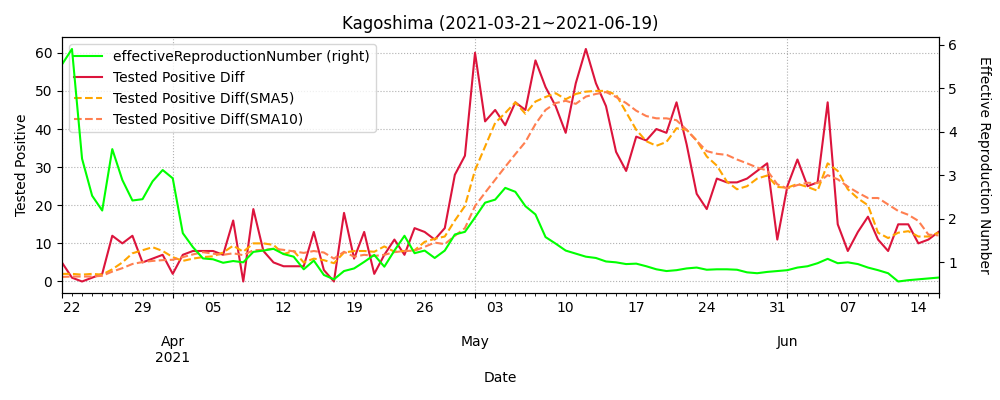 Kagoshima (2021-03-21~2021-06-19)
effectiveReproductionNumber (right)
Tested Positive Diff
Tested Positive Diff(SMA5)
Tested Positive Diff(SMA10)
Tested Positive
60
50
40
30
20
10
0
6
5
4
3
2
1
Effective Reproduction Number
22 29 05 12 19 26 03 10 17 24 31 07 14
Apr May Jun
2021
Date